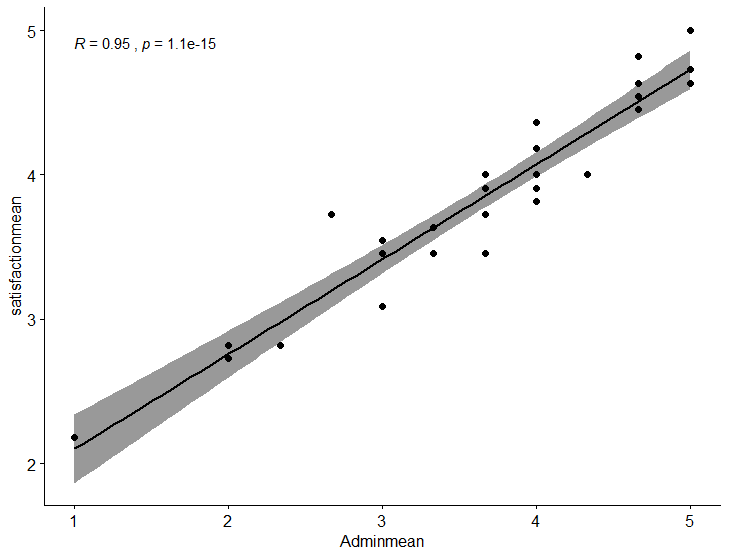 R = 0.95 , p = 1.1e-15
5
4
3
2
satisfactionmean
1 2 3 4 5
Adminmean